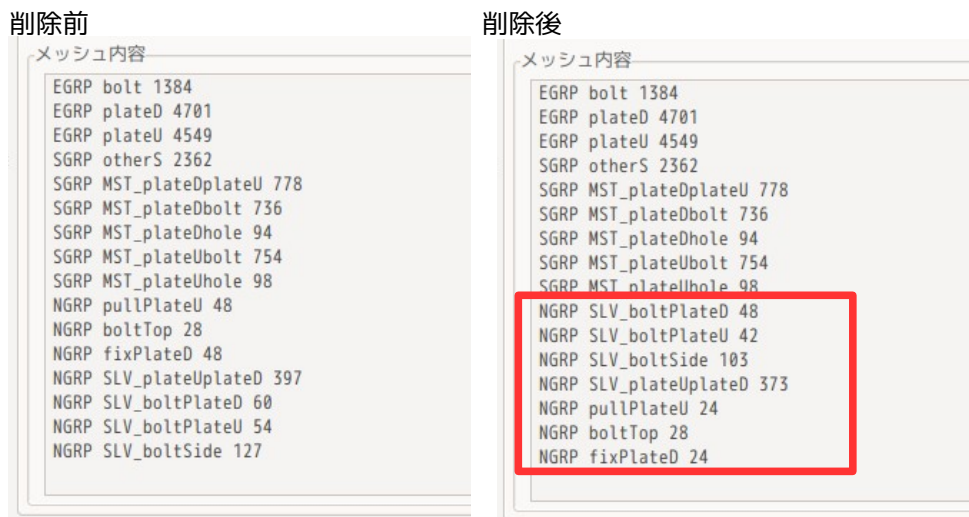 削除前
メッシュ内容
EGRP bolt 1384
EGRP plateD 4701
EGRP plateU 4549
SGRP otherS 2362
SGRP MST_plateDplateU 778
SGRP MST_plateDbolt 736
SGRP MST_plateDhole 94
SGRP MST_plateUbolt 754
SGRP MST_plateUhole 98
NGRP pullPlateU 48
NGRP boltTop 28
NGRP fixPlateD 48
NGRP SLV_plateUplateD 397
NGRP SLV_boltPlateD 60
NGRP SLV_boltPlateU 54
NGRP SLV_boltSide 127
削除後
メッシュ内容
EGRP bolt 1384
EGRP plateD 4701
EGRP plateU 4549
SGRP otherS 2362
SGRP MST_plateDplateU 778
SGRP MST_plateDbolt 736
SGRP MST_plateDhole 94
SGRP MST_plateUbolt 754
SGRP MST_plateUhole 98
NGRP SLV_boltPlateD 48
NGRP SLV_boltPlateU 42
NGRP SLV_boltSide 103
NGRP SLV_plateUplateD 373
NGRP pullPlateU 24
NGRP boltTop 28
NGRP fixPlateD 24